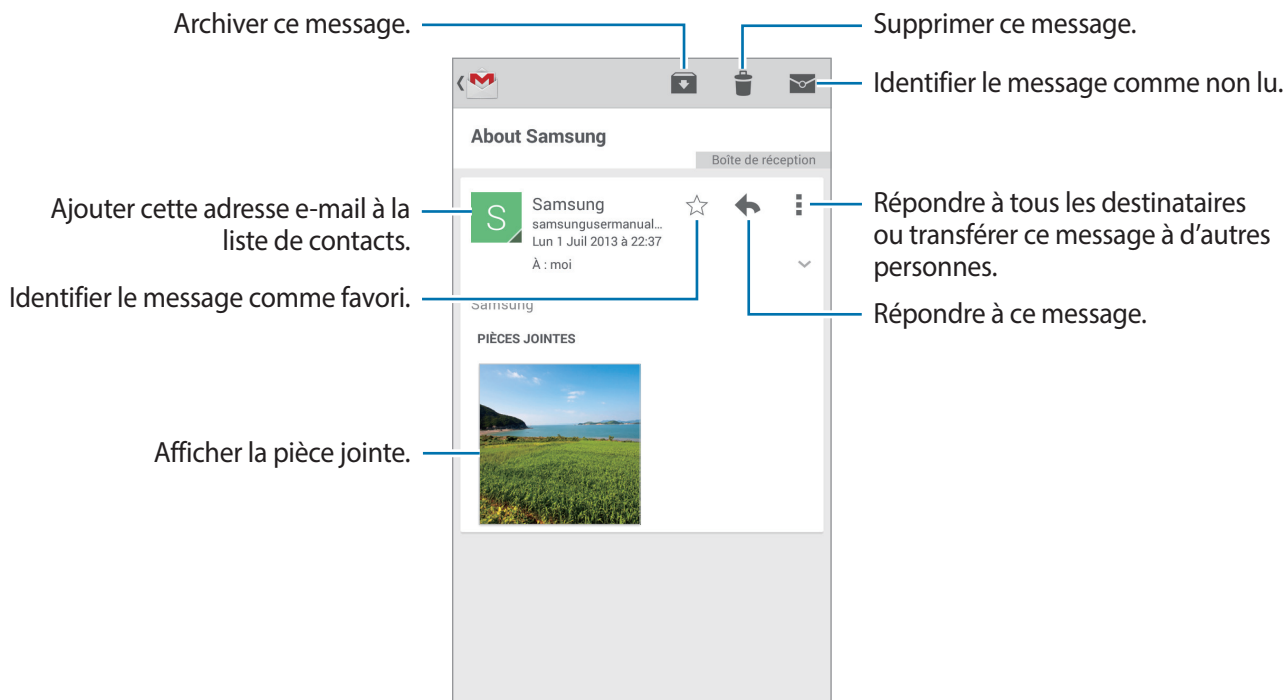 Archiver ce message.
Supprimer ce message.
Identifier le message comme non lu.
About Samsung
Boîte de réception
Ajouter cette adresse e-mail à la
liste de contacts.
S
Samsung
samsungusermanual...
Lun 1 Juil 2013 à 22:37
À : moi
Répondre à tous les destinataires
ou transférer ce message à d'autres
personnes.
Identifier le message comme favori.
Répondre à ce message.
Samsung
PIÈCES JOINTES
Afficher la pièce jointe.